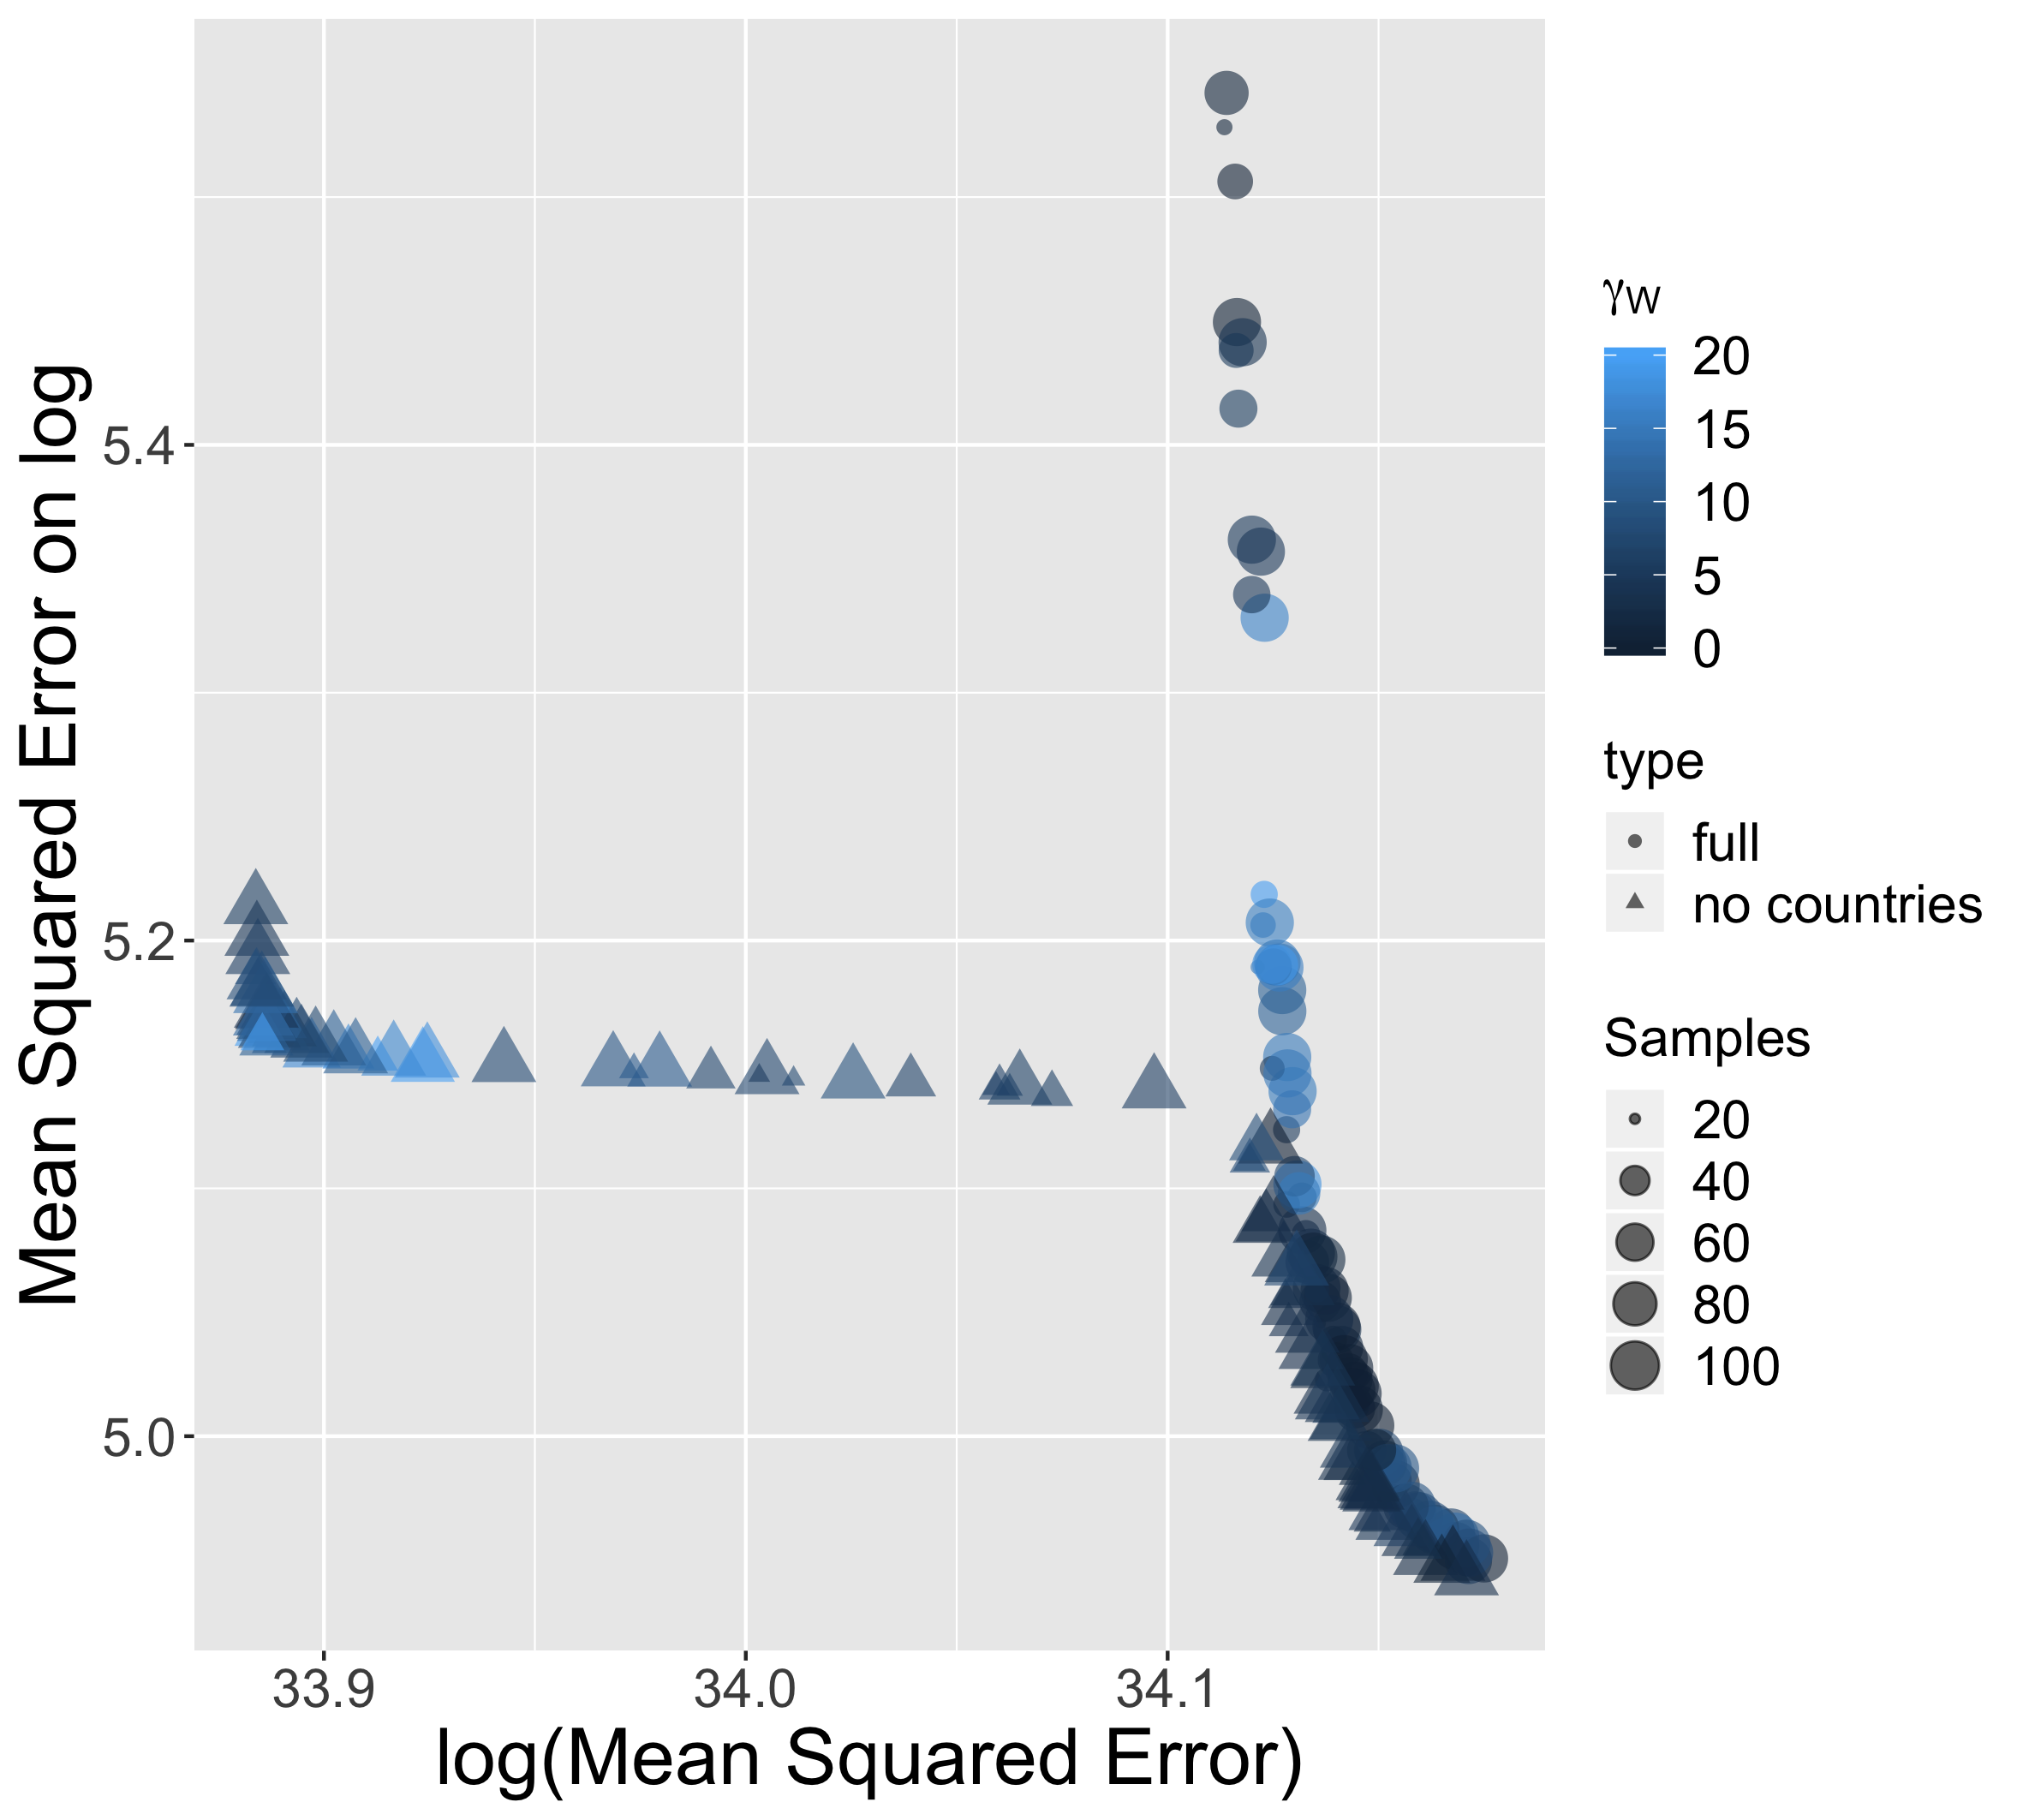 Mean Squared Error on log
5.4
5.2
5.0
33.9
34.0
34.1
log(Mean Squared Error)
γw
20
15
10
5
0
type
full
no countries
Samples
20
40
60
80
100